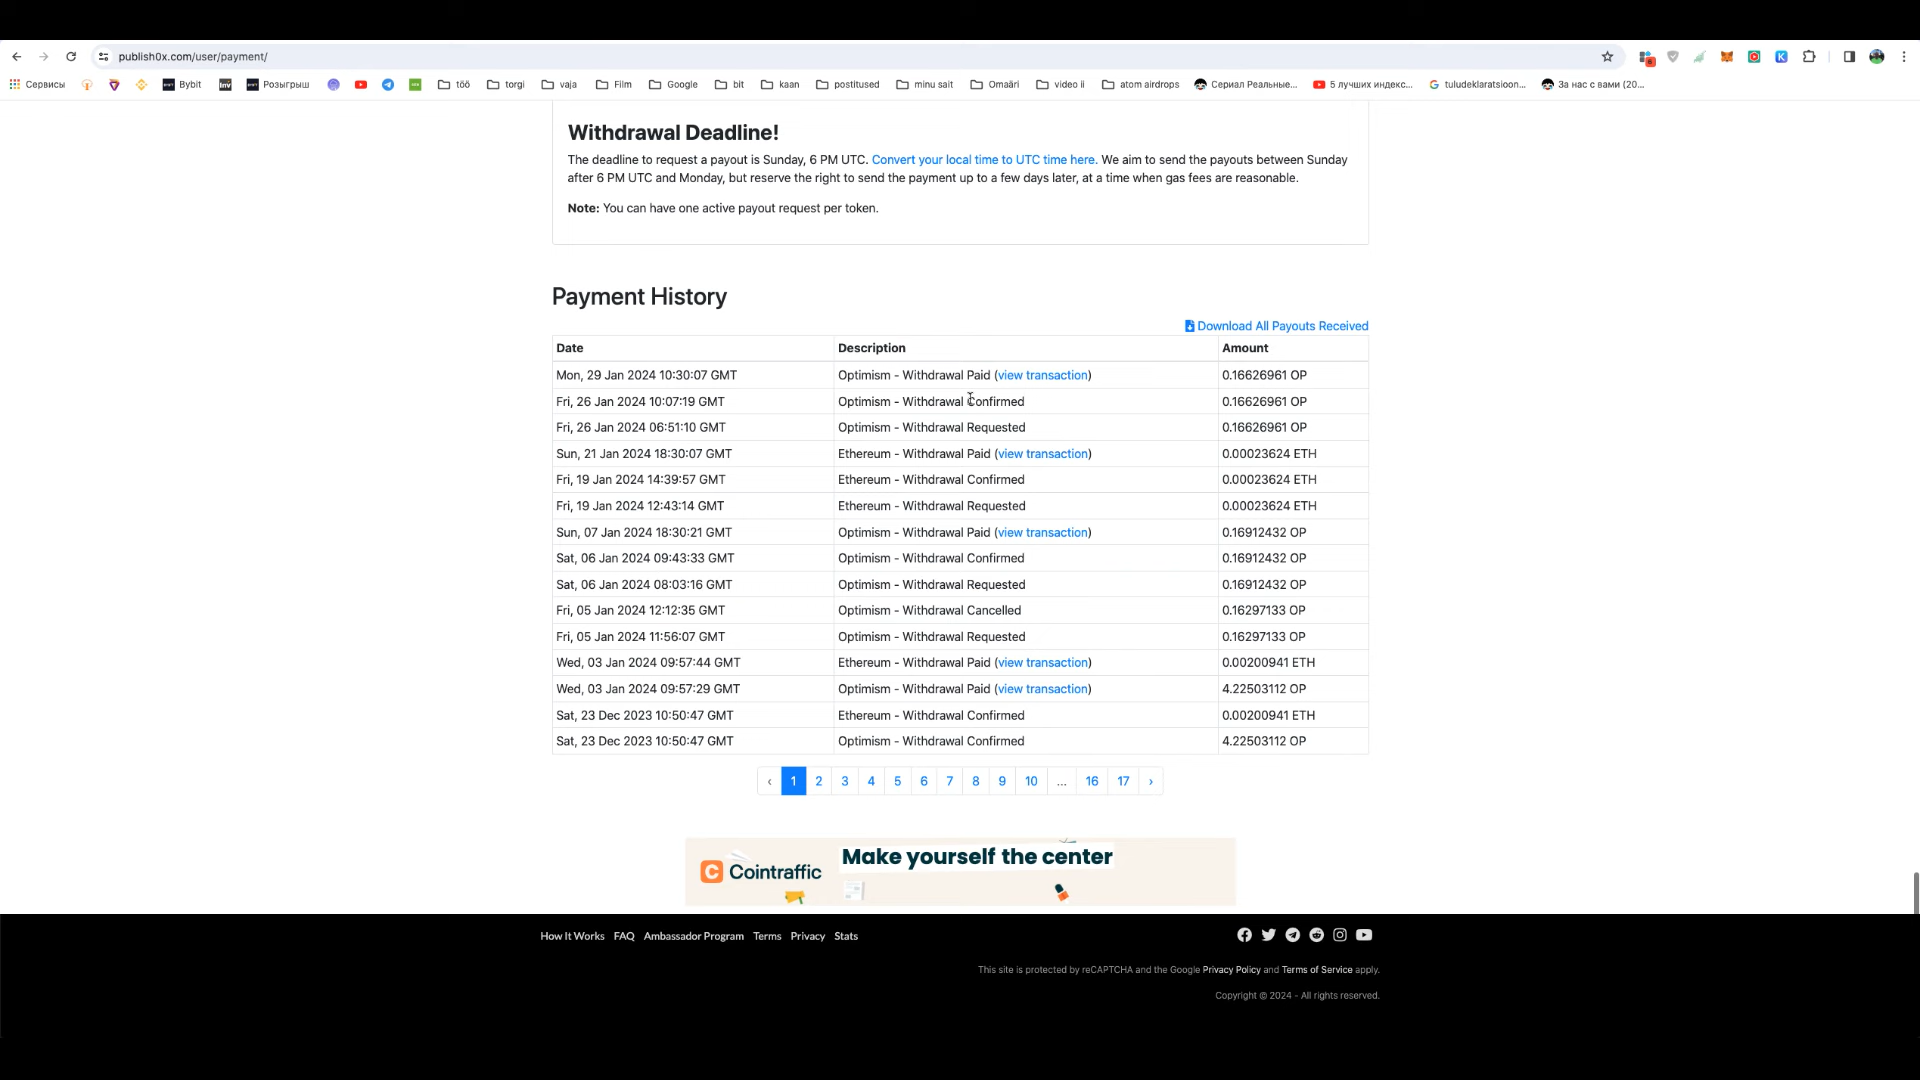 publish0x.com/user/payment/
Сервисы Bybit Розыгрыш töö torgi vaja Film Google bit kaan postitused minu sait Omaäri video ii atom airdrops Сериал Реальные... 5 лучших индекс... tuludeklaratsioon... За нас с вами (20...
Withdrawal Deadline!
The deadline to request a payout is Sunday, 6 PM UTC. Convert your local time to UTC time here. We aim to send the payouts between Sunday
after 6 PM UTC and Monday, but reserve the right to send the payment up to a few days later, at a time when gas fees are reasonable.
Note: You can have one active payout request per token.
Payment History
Download All Payouts Received
Date Description Amount
Mon, 29 Jan 2024 10:30:07 GMT Optimism - Withdrawal Paid (view transaction) 0.16626961 OP
Fri, 26 Jan 2024 10:07:19 GMT Optimism - Withdrawal Confirmed 0.16626961 OP
Fri, 26 Jan 2024 06:51:10 GMT Optimism - Withdrawal Requested 0.16626961 OP
Sun, 21 Jan 2024 18:30:07 GMT Ethereum - Withdrawal Paid (view transaction) 0.00023624 ETH
Fri, 19 Jan 2024 14:39:57 GMT Ethereum - Withdrawal Confirmed 0.00023624 ETH
Fri, 19 Jan 2024 12:43:14 GMT Ethereum - Withdrawal Requested 0.00023624 ETH
Sun, 07 Jan 2024 18:30:21 GMT Optimism - Withdrawal Paid (view transaction) 0.16912432 OP
Sat, 06 Jan 2024 09:43:33 GMT Optimism - Withdrawal Confirmed 0.16912432 OP
Sat, 06 Jan 2024 08:03:16 GMT Optimism - Withdrawal Requested 0.16912432 OP
Fri, 05 Jan 2024 12:12:35 GMT Optimism - Withdrawal Cancelled 0.16297133 OP
Fri, 05 Jan 2024 11:56:07 GMT Optimism - Withdrawal Requested 0.16297133 OP
Wed, 03 Jan 2024 09:57:44 GMT Ethereum - Withdrawal Paid (view transaction) 0.00200941 ETH
Wed, 03 Jan 2024 09:57:29 GMT Optimism - Withdrawal Paid (view transaction) 4.22503112 OP
Sat, 23 Dec 2023 10:50:47 GMT Ethereum - Withdrawal Confirmed 0.00200941 ETH
Sat, 23 Dec 2023 10:50:47 GMT Optimism - Withdrawal Confirmed 4.22503112 OP
‹ 1 2 3 4 5 6 7 8 9 10 ... 16 17 ›
Cointraffic Make yourself the center
How It Works FAQ Ambassador Program Terms Privacy Stats
This site is protected by reCAPTCHA and the Google Privacy Policy and Terms of Service apply.
Copyright © 2024 - All rights reserved.